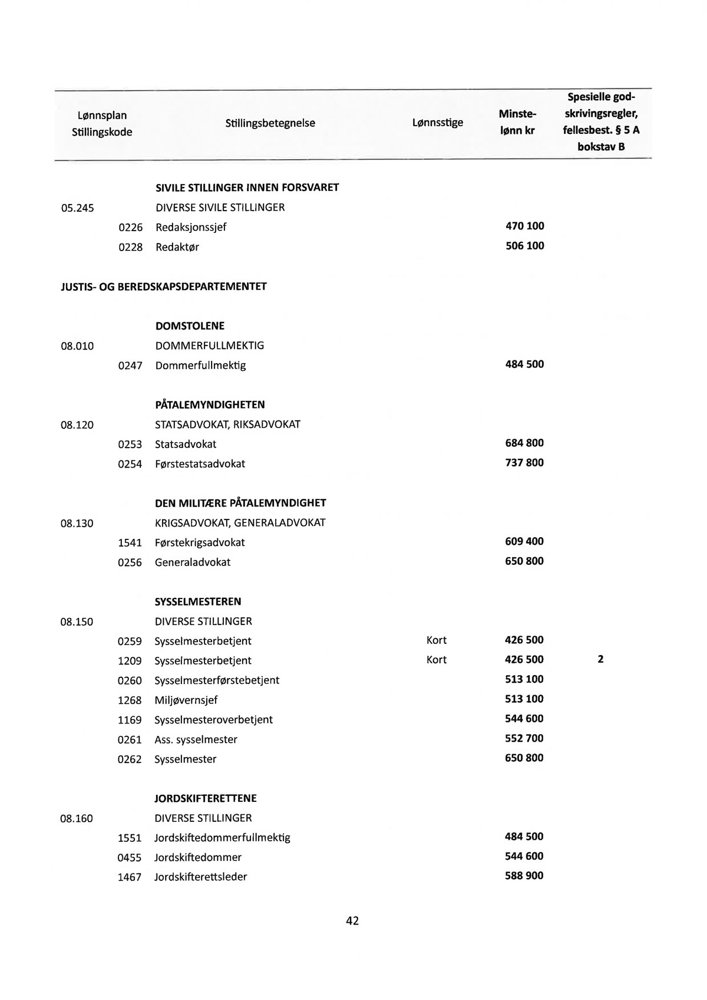 Lønnsplan
Stillingskode
Stillingsbetegnelse
Lønnsstige
Minste-
lønn kr
Spesielle god-
skrivingsregler,
fellesbest. § 5 A
bokstav B
SIVILE STILLINGER INNEN FORSVARET
05.245 DIVERSE SIVILE STILLINGER
0226 Redaksjonssjef 470 100
0228 Redaktør 506 100
JUSTIS- OG BEREDSKAPSDEPARTEMENTET
DOMSTOLENE
08.010 DOMMERFULLMEKTIG
0247 Dommerfullmektig 484 500
PÅTALEMYNDIGHETEN
08.120 STATSADVOKAT, RIKSADVOKAT
0253 Statsadvokat 684 800
0254 Førstestatsadvokat 737 800
DEN MILITÆRE PÅTALEMYNDIGHET
08.130 KRIGSADVOKAT, GENERALADVOKAT
1541 Førstekrigsadvokat 609 400
0256 Generaladvokat 650 800
SYSSELMESTEREN
08.150 DIVERSE STILLINGER
0259 Sysselmesterbetjent Kort 426 500
1209 Sysselmesterbetjent Kort 426 500 2
0260 Sysselmesterførstebetjent 513 100
1268 Miljøvernsjef 513 100
1169 Sysselmesteroverbetjent 544 600
0261 Ass. sysselmester 552 700
0262 Sysselmester 650 800
JORDSKIFTERETTENE
08.160 DIVERSE STILLINGER
1551 Jordskiftedommerfullmektig 484 500
0455 Jordskiftedommer 544 600
1467 Jordskifterettsleder 588 900
42